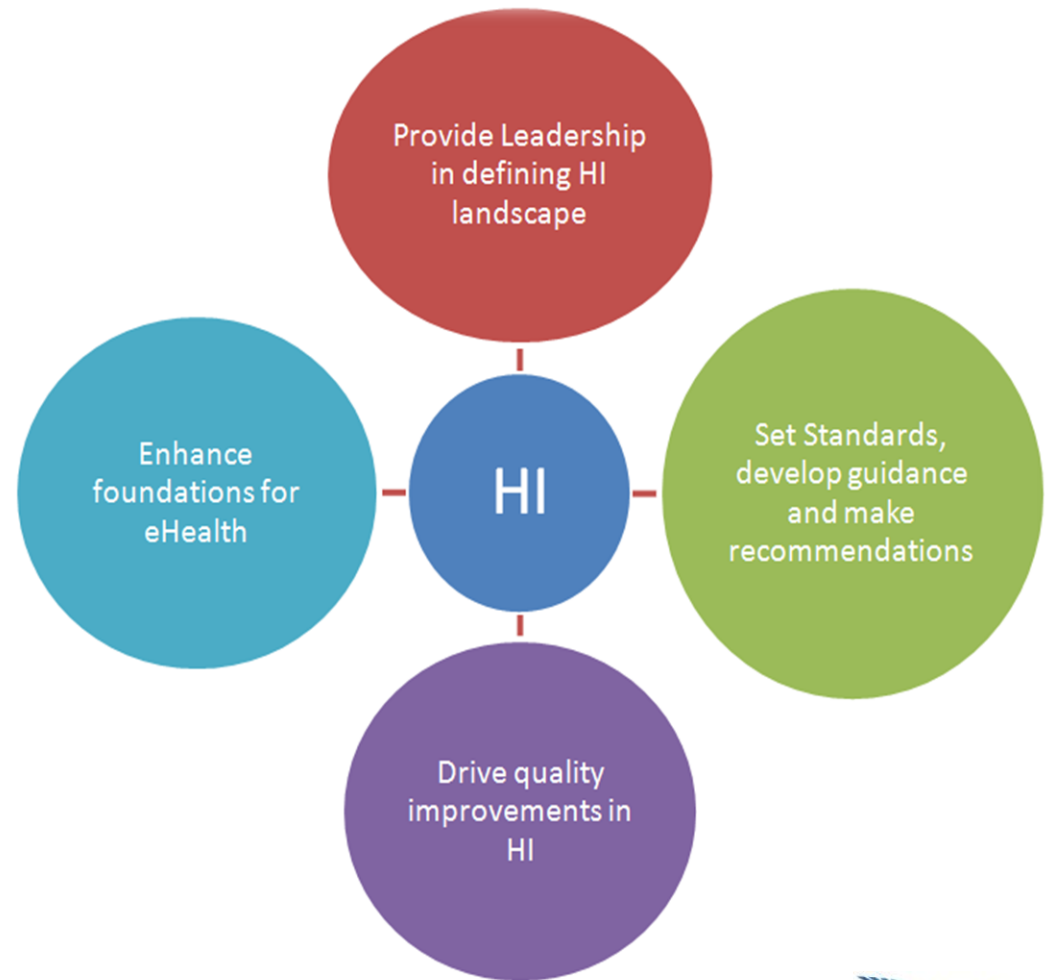 Provide Leadership
in defining HI
landscape
Enhance
foundations for
eHealth
HI
Set Standards,
develop guidance
and make
recommendations
Drive quality
improvements in
HI